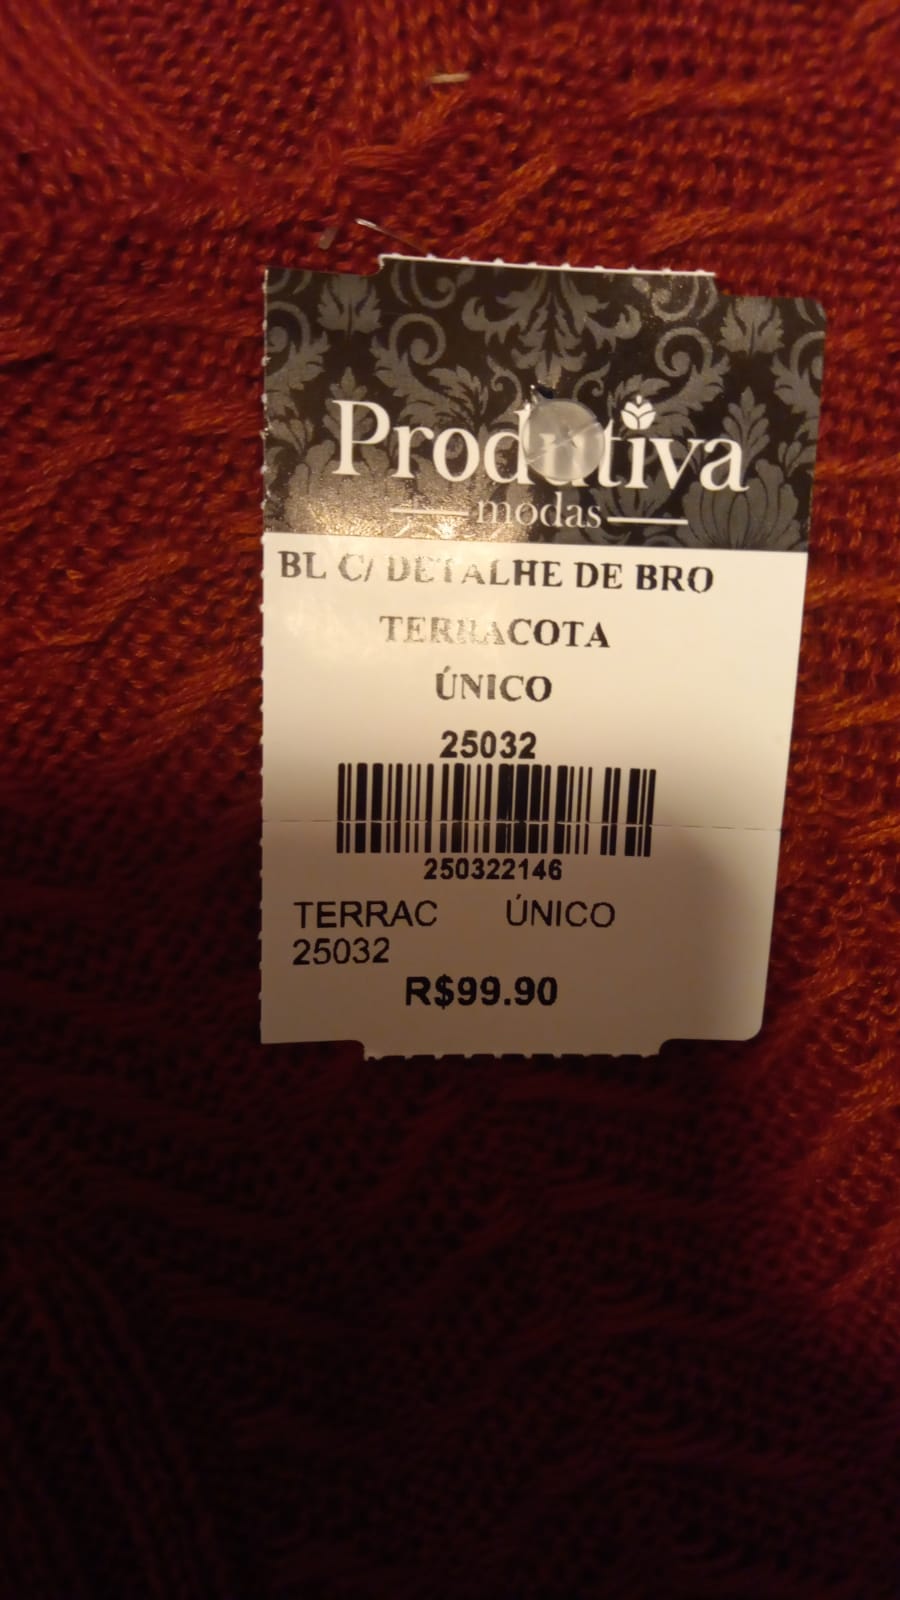 Produtiva
modas
BL C/ DETALHE DE BRO
TERRACOTA
ÚNICO
25032
250322146
TERRAC ÚNICO
25032
R$99.90